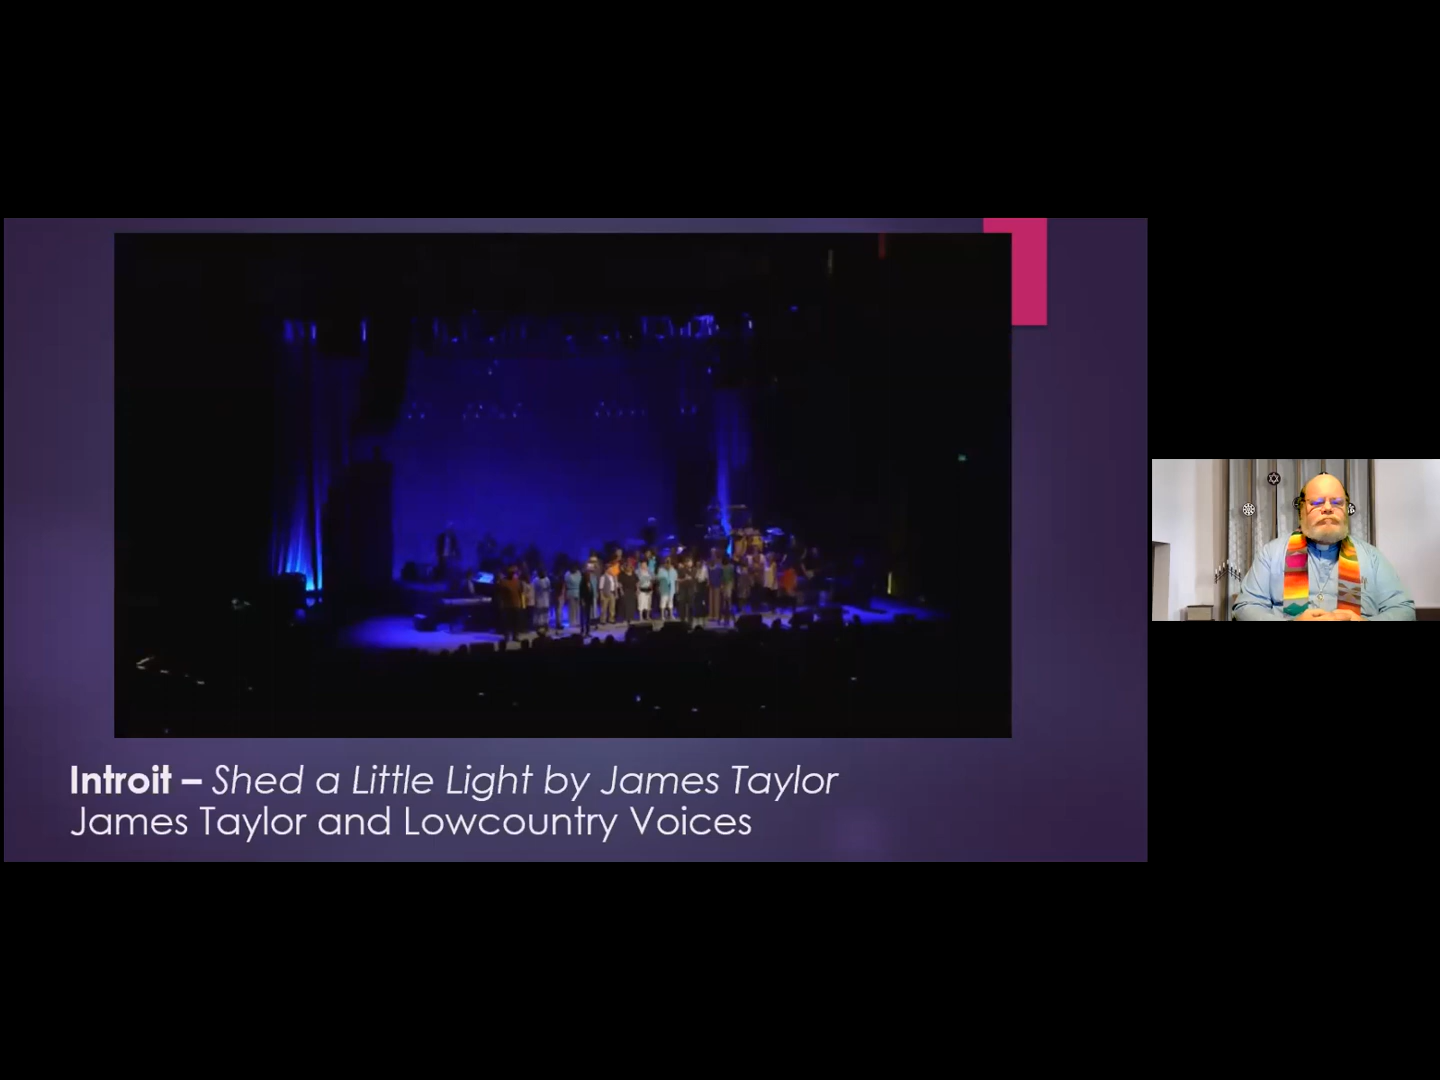 Introit – Shed a Little Light by James Taylor
James Taylor and Lowcountry Voices